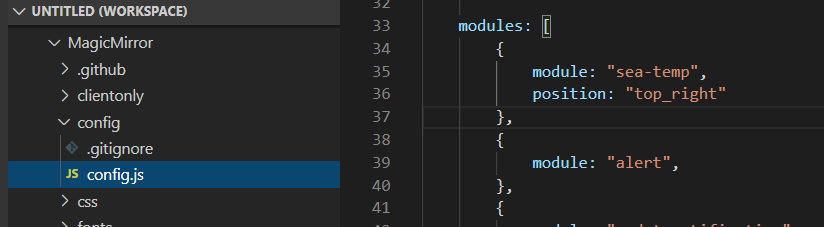 UNTITLED (WORKSPACE)
MagicMirror
.github
clientonly
config
.gitignore
JS config.js
css
fonts
32
33 modules: [
34 {
35 module: "sea-temp",
36 position: "top_right"
37 },
38 {
39 module: "alert",
40 },
41 {